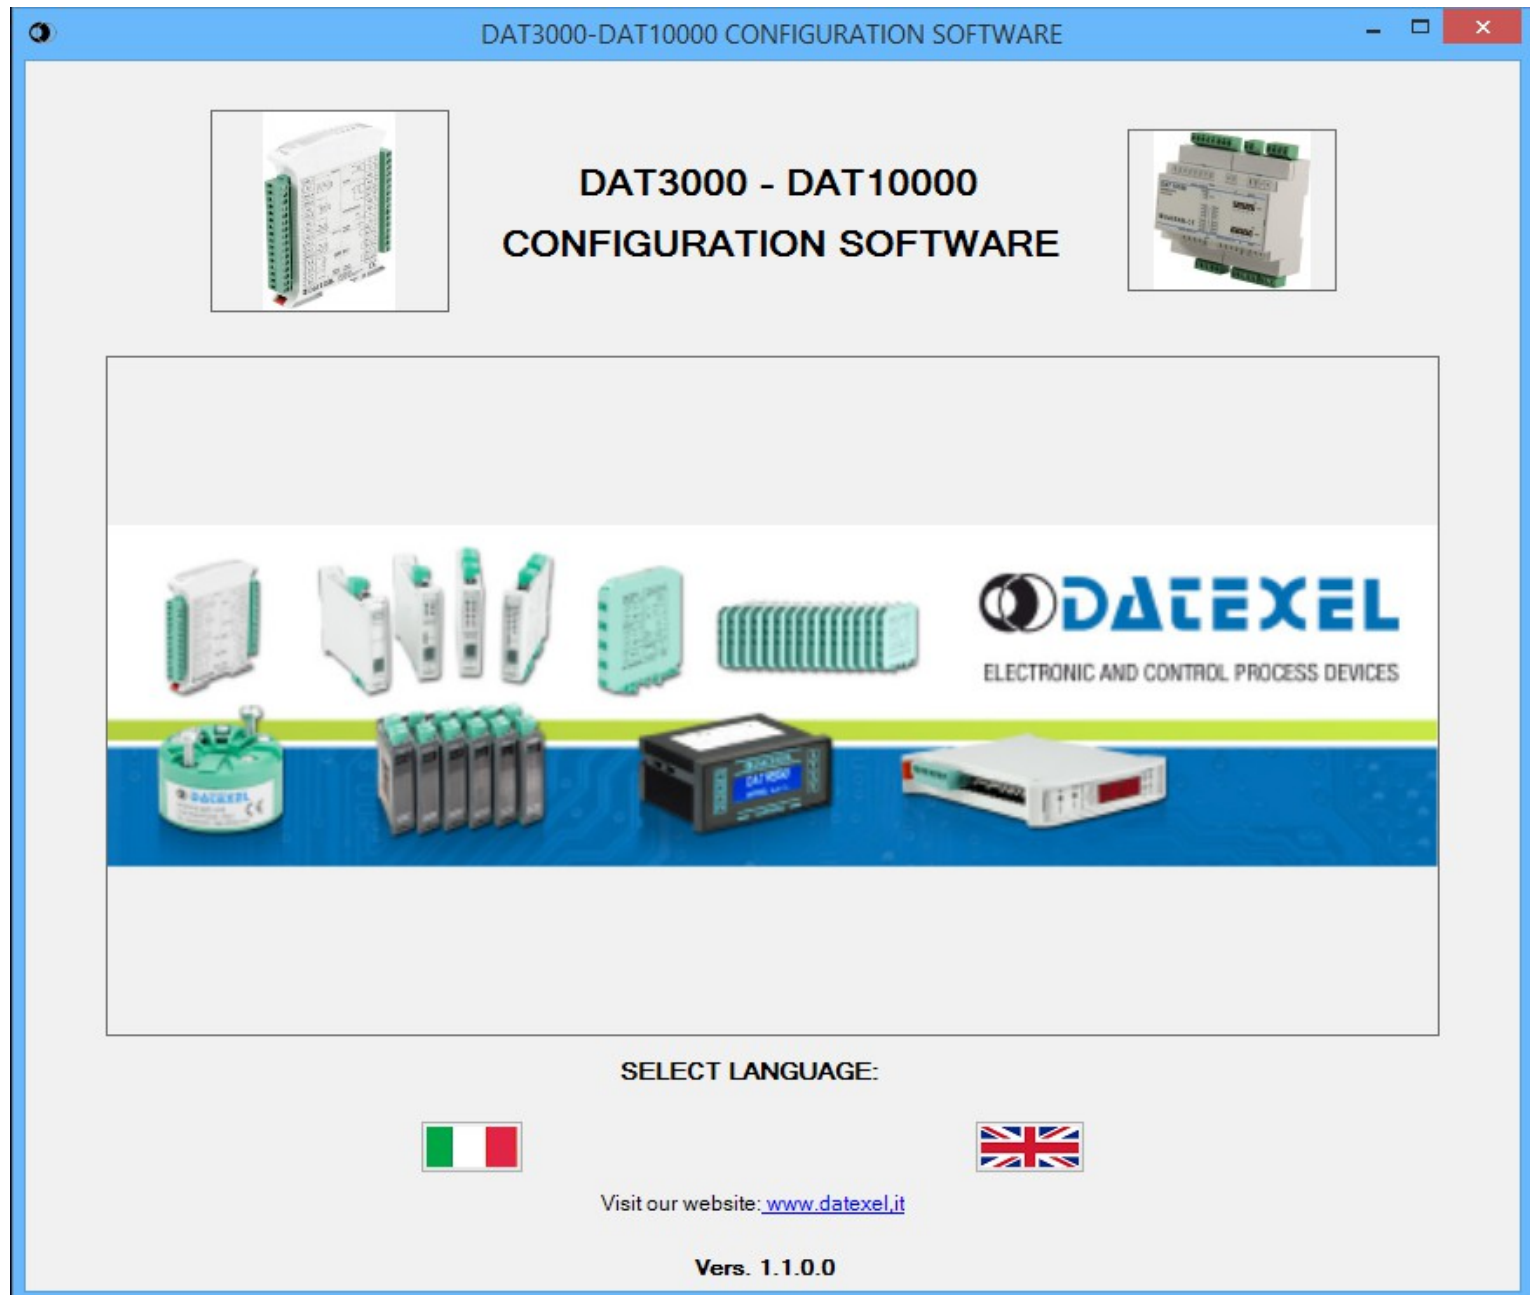 DAT3000-DAT10000 CONFIGURATION SOFTWARE
DAT3000 - DAT10000
CONFIGURATION SOFTWARE
DATEXEL
ELECTRONIC AND CONTROL PROCESS DEVICES
DATEXEL
SELECT LANGUAGE:
Visit our website: www.datexel,it
Vers. 1.1.0.0